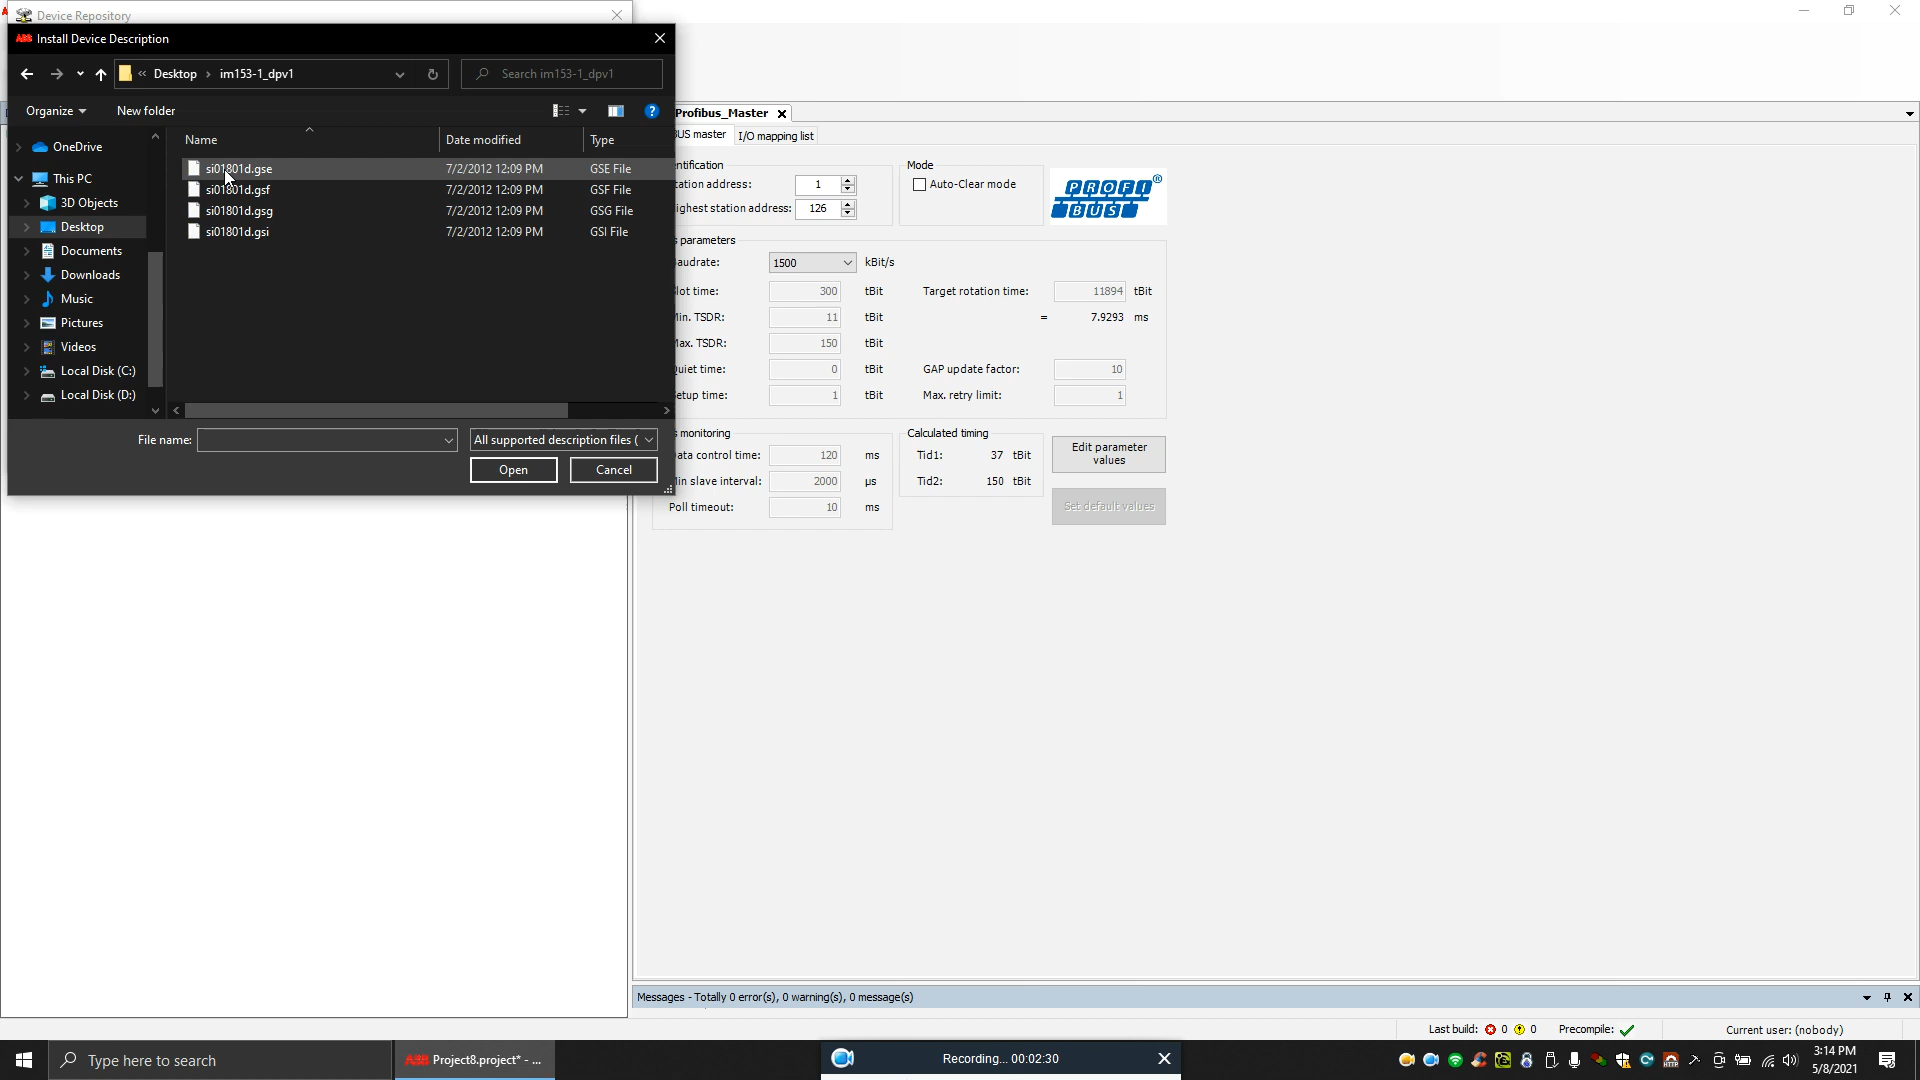 Device Repository
ABB Install Device Description
« Desktop › im153-1_dpv1
Search im153-1_dpv1
Organize
New folder
Name
Date modified
Type
OneDrive
This PC
3D Objects
Desktop
Documents
Downloads
Music
Pictures
Videos
Local Disk (C:)
Local Disk (D:)
si01801d.gse 7/2/2012 12:09 PM GSE File
si01801d.gsf 7/2/2012 12:09 PM GSF File
si01801d.gsg 7/2/2012 12:09 PM GSG File
si01801d.gsi 7/2/2012 12:09 PM GSI File
File name:
All supported description files (
Open
Cancel
Profibus_Master
BUS master
I/O mapping list
ntification
tation address: 1
ighest station address: 126
Mode
Auto-Clear mode
PROFI
BUS
®
s parameters
audrate: 1500 kBit/s
lot time: 300 tBit
Target rotation time: 11894 tBit
in. TSDR: 11 tBit
= 7.9293 ms
ax. TSDR: 150 tBit
uiet time: 0 tBit
GAP update factor: 10
etup time: 1 tBit
Max. retry limit: 1
s monitoring
ata control time: 120 ms
in slave interval: 2000 µs
Poll timeout: 10 ms
Calculated timing
Tid1: 37 tBit
Tid2: 150 tBit
Edit parameter
values
Set default values
Messages - Totally 0 error(s), 0 warning(s), 0 message(s)
Last build: 0 0 Precompile:
Current user: (nobody)
Type here to search
ABB Project8.project* - ...
Recording... 00:02:30
HTTP
3:14 PM
5/8/2021